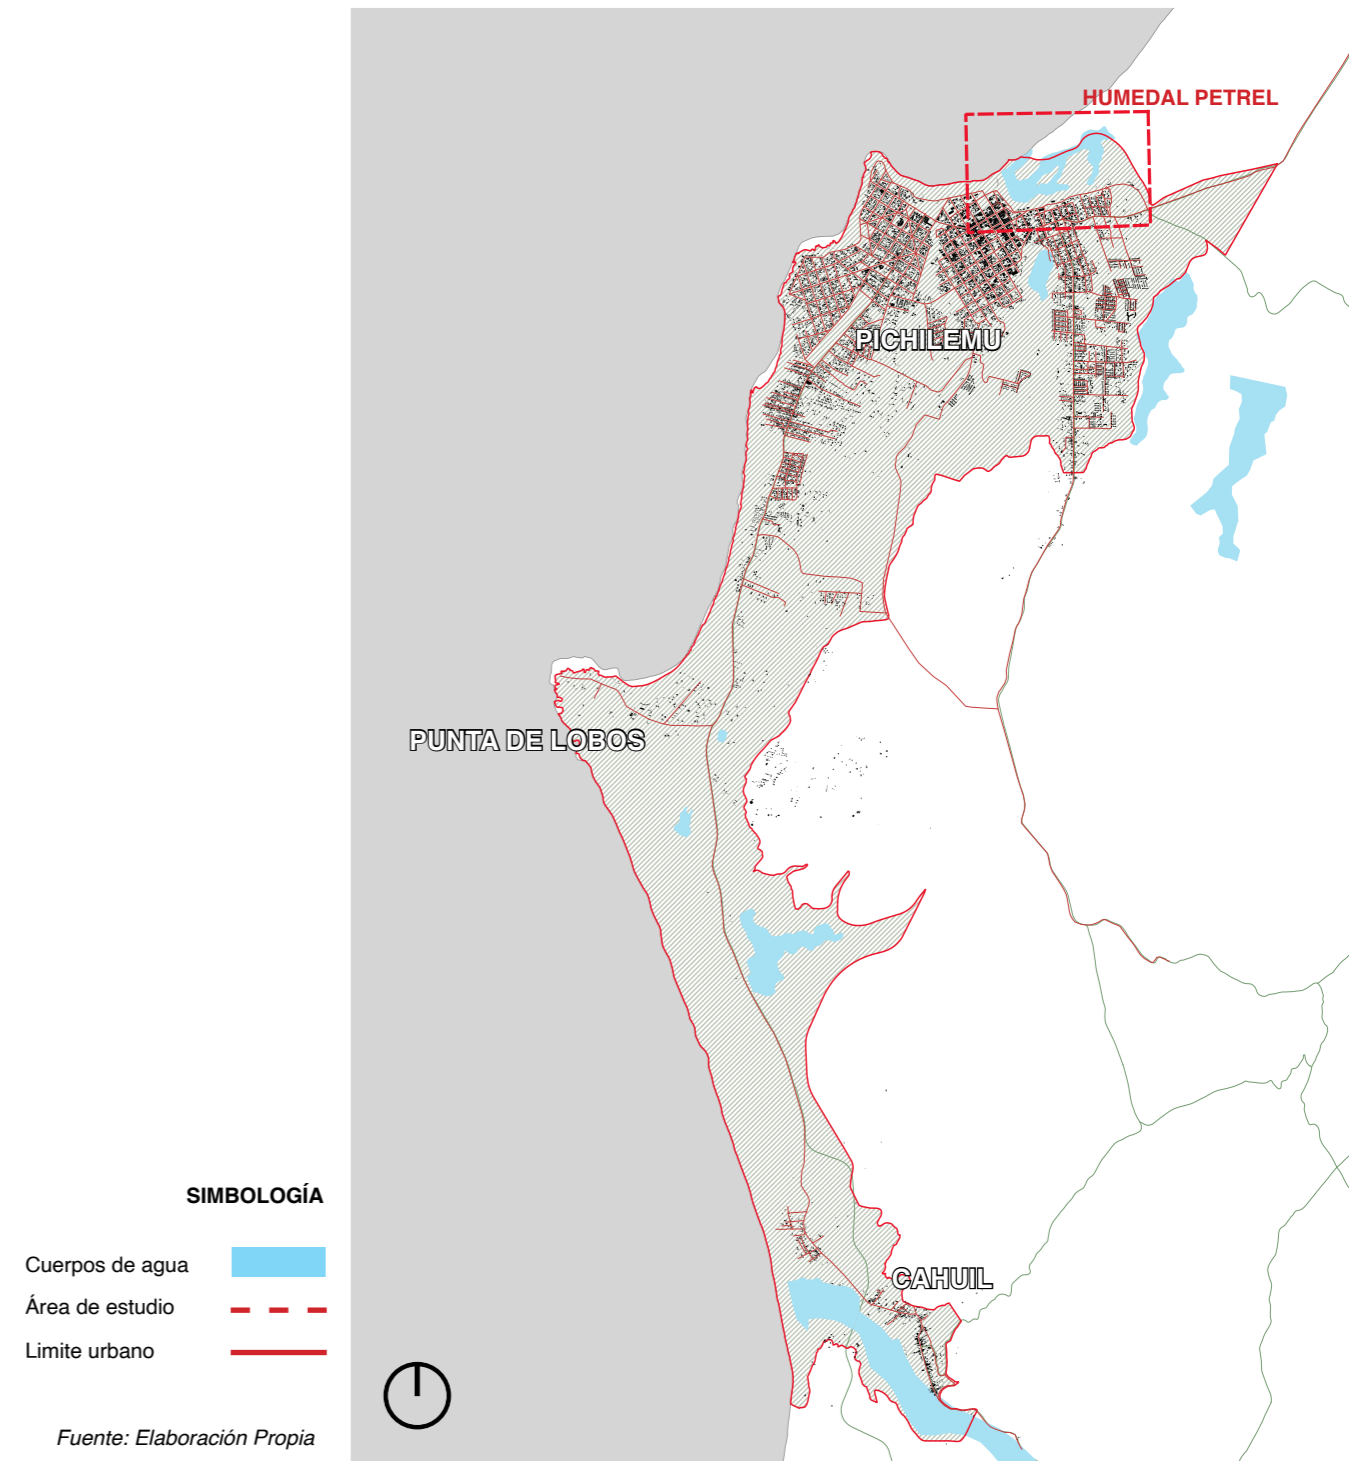 HUMEDAL PETREL
PICHILEMU
PUNTA DE LOBOS
CAHUIL
SIMBOLOGÍA
Cuerpos de agua
Área de estudio
Limite urbano
Fuente: Elaboración Propia